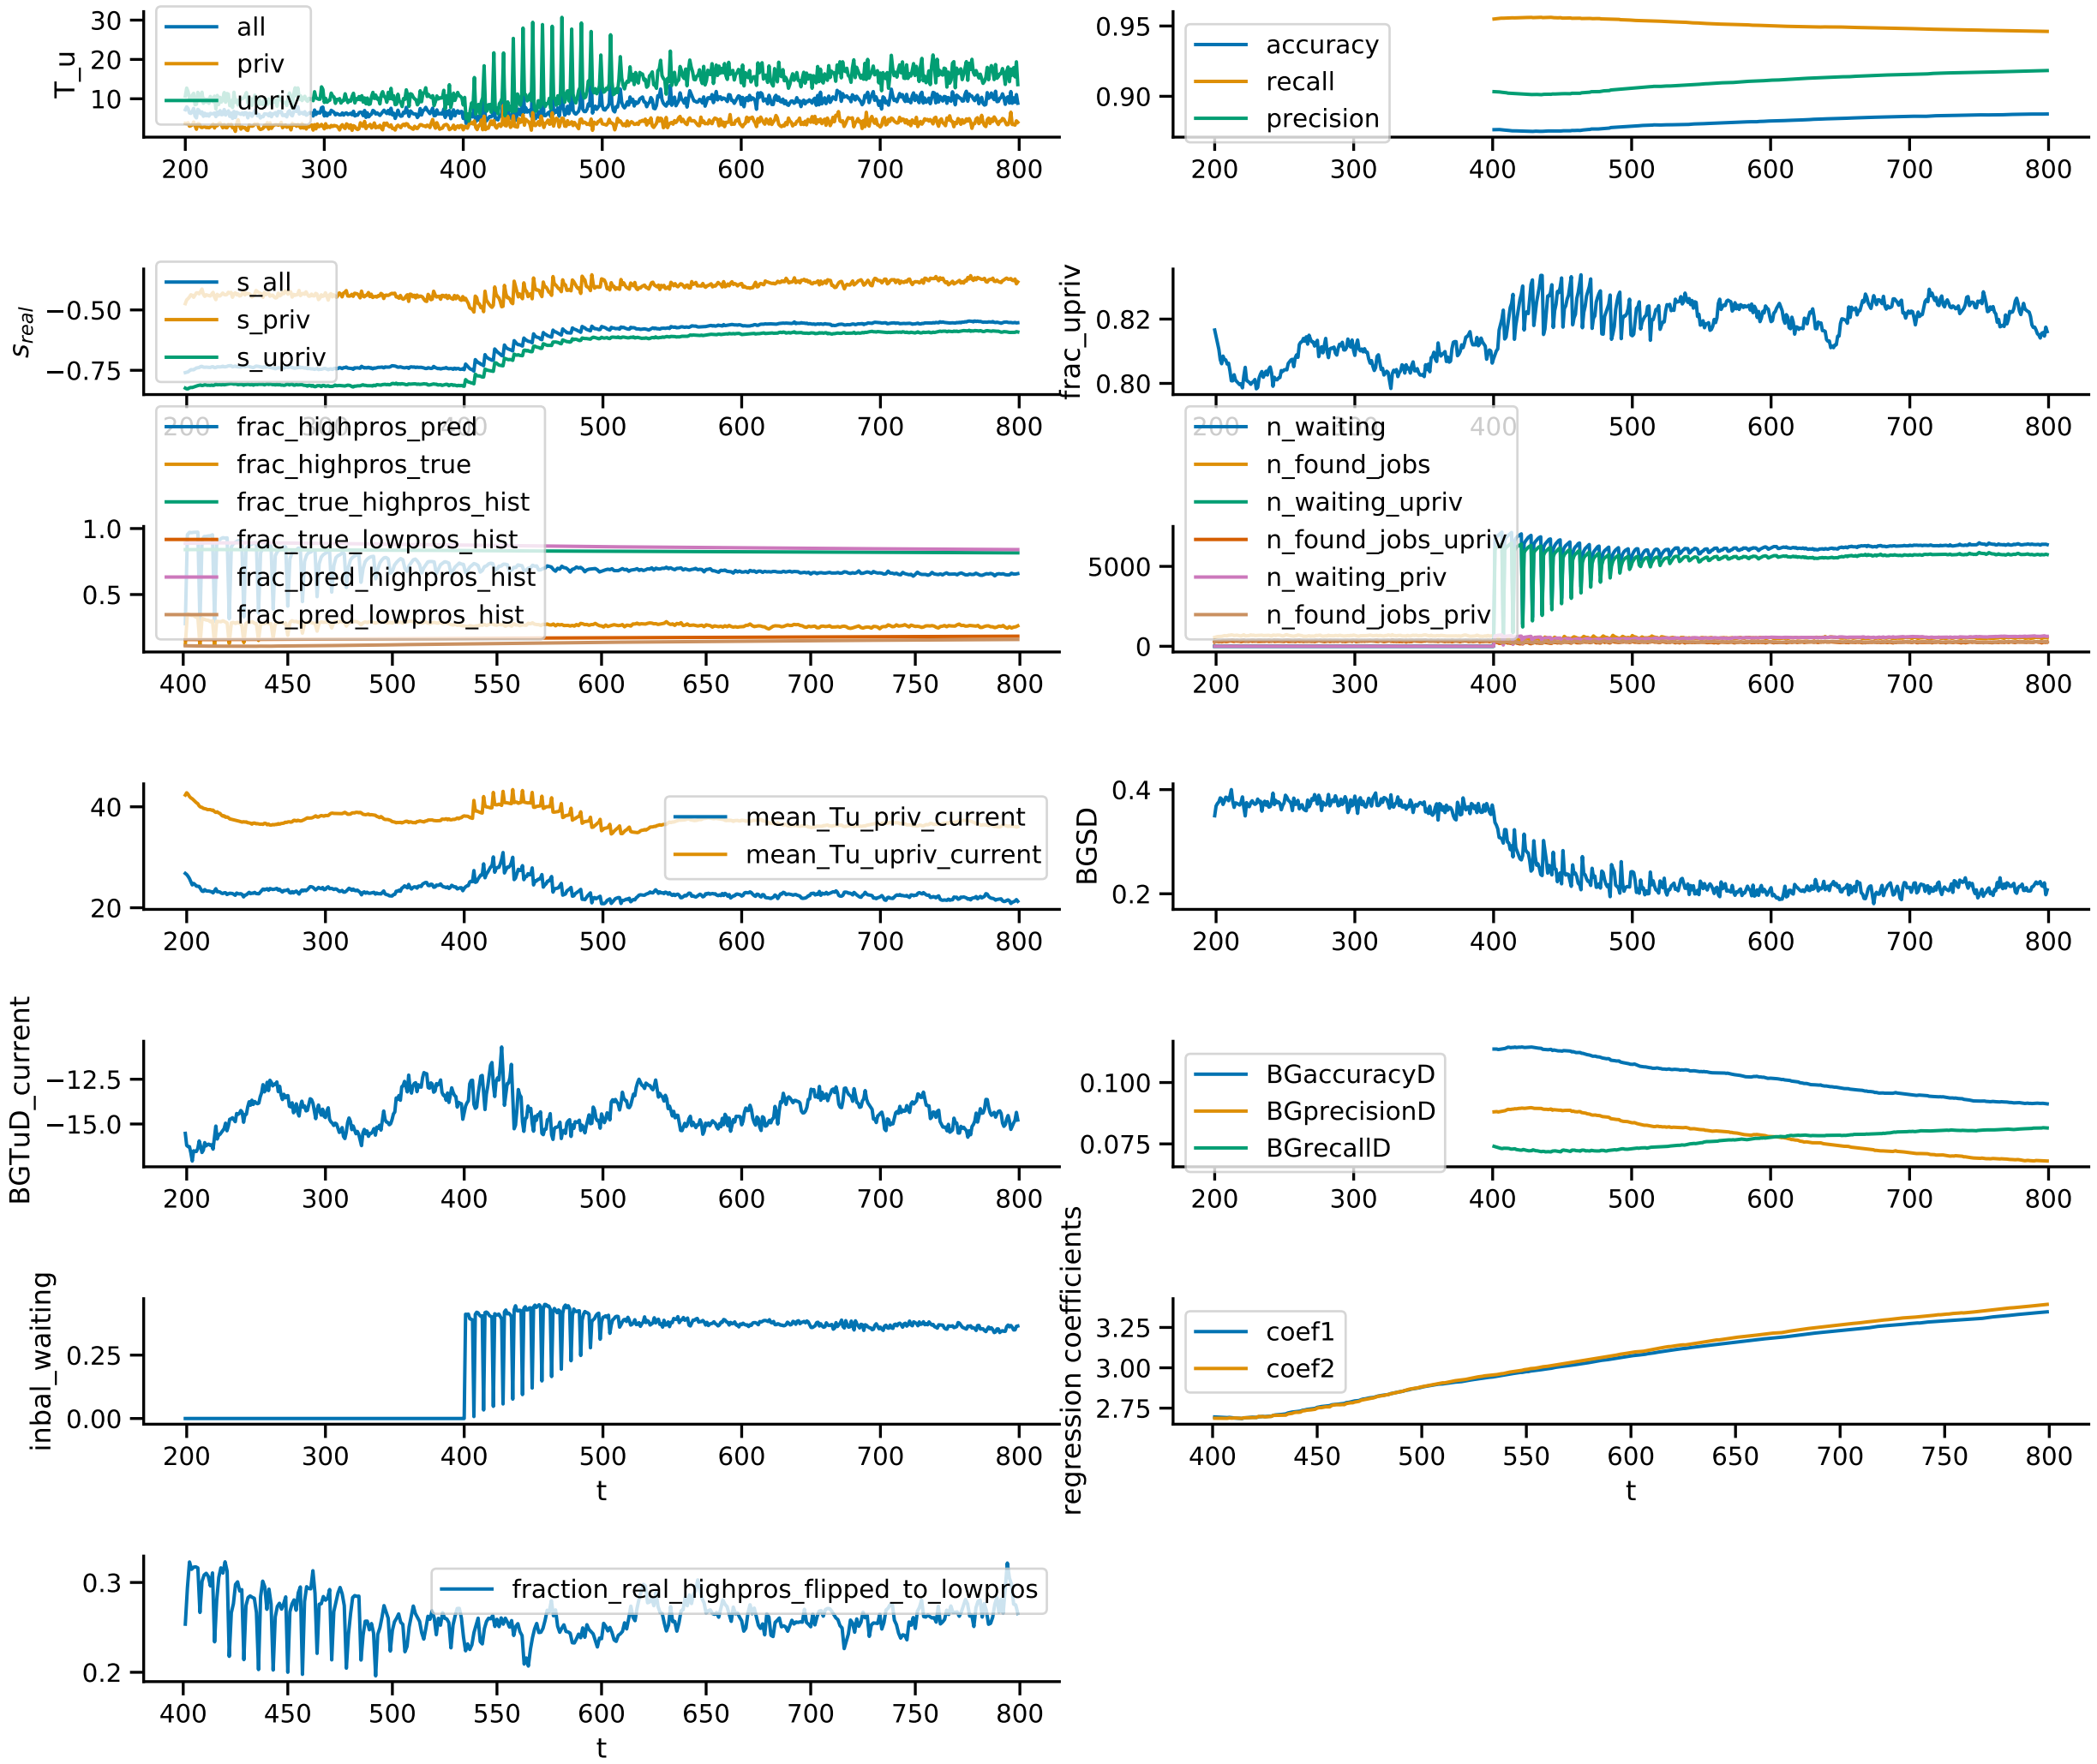 T_u
30
20
10
all
priv
upriv
200 300 400 500 600 700 800
0.95
0.90
accuracy
recall
precision
200 300 400 500 600 700 800
s_real
−0.50
−0.75
s_all
s_priv
s_upriv
200 300 400 500 600 700 800
frac_upriv
0.82
0.80
200 300 400 500 600 700 800
1.0
0.5
frac_highpros_pred
frac_highpros_true
frac_true_highpros_hist
frac_true_lowpros_hist
frac_pred_highpros_hist
frac_pred_lowpros_hist
400 450 500 550 600 650 700 750 800
5000
0
n_waiting
n_found_jobs
n_waiting_upriv
n_found_jobs_upriv
n_waiting_priv
n_found_jobs_priv
200 300 400 500 600 700 800
40
20
mean_Tu_priv_current
mean_Tu_upriv_current
200 300 400 500 600 700 800
BGSD
0.4
0.2
200 300 400 500 600 700 800
BGTuD_current
−12.5
−15.0
200 300 400 500 600 700 800
0.100
0.075
BGaccuracyD
BGprecisionD
BGrecallD
200 300 400 500 600 700 800
inbal_waiting
0.25
0.00
200 300 400 500 600 700 800
t
regression coefficients
3.25
3.00
2.75
coef1
coef2
400 450 500 550 600 650 700 750 800
t
0.3
0.2
fraction_real_highpros_flipped_to_lowpros
400 450 500 550 600 650 700 750 800
t